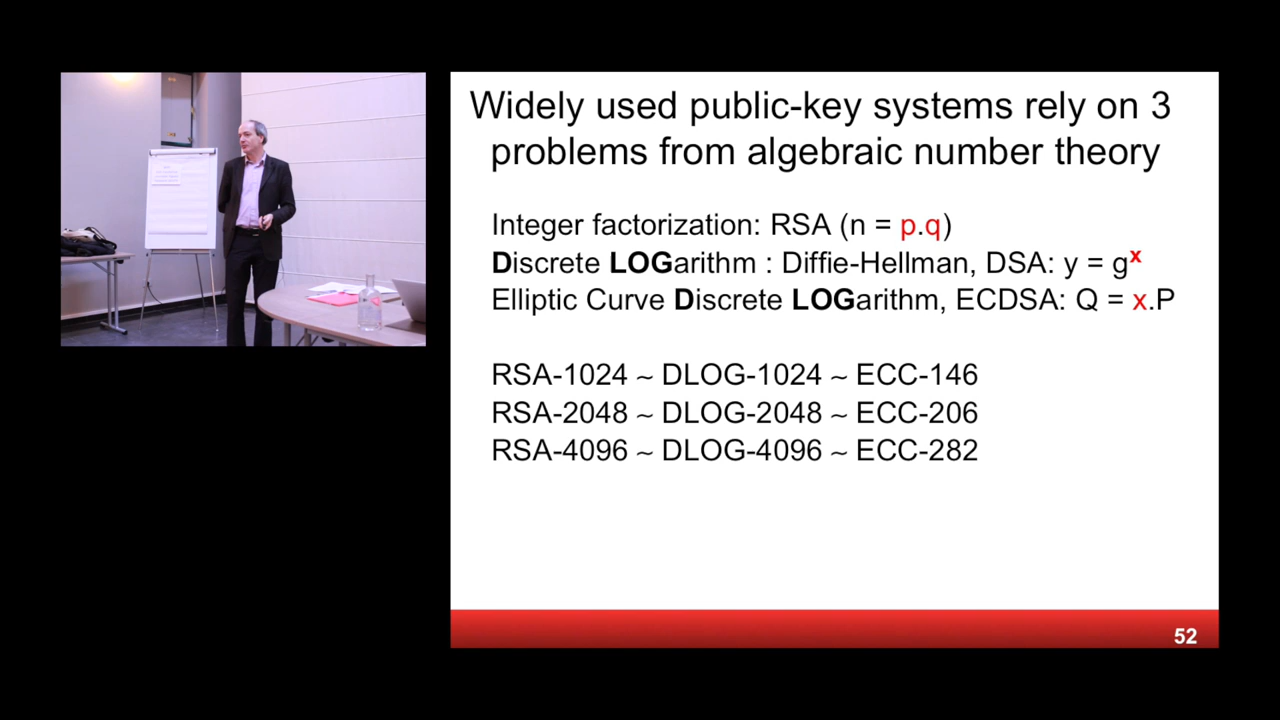 Widely used public-key systems rely on 3
problems from algebraic number theory
Integer factorization: RSA (n = p.q)
Discrete LOGarithm : Diffie-Hellman, DSA: y = gˣ
Elliptic Curve Discrete LOGarithm, ECDSA: Q = x.P
RSA-1024 ~ DLOG-1024 ~ ECC-146
RSA-2048 ~ DLOG-2048 ~ ECC-206
RSA-4096 ~ DLOG-4096 ~ ECC-282
52